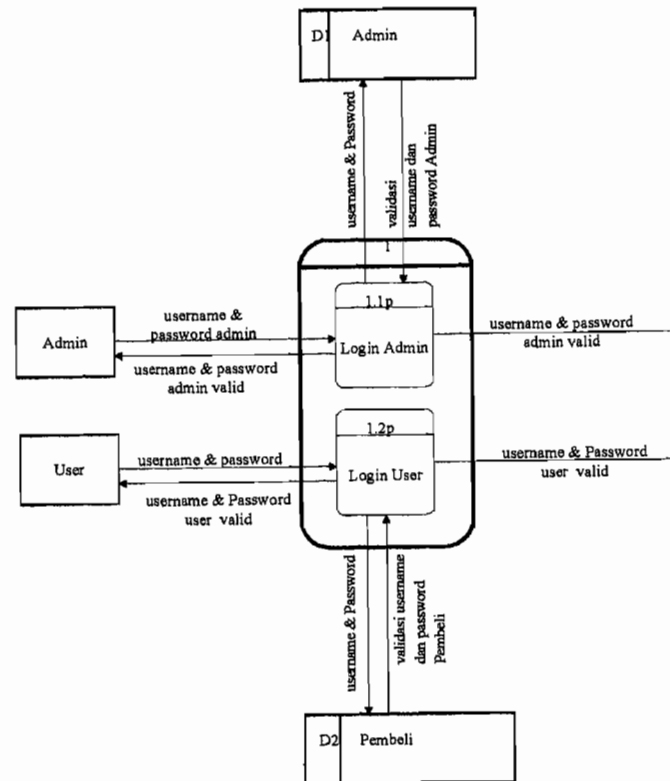 D1 Admin
username & Password
validasi
username dan
password Admin
1
1.1p
Login Admin
Admin
username &
password admin
username & password
admin valid
username & password
admin valid
1.2p
Login User
User
username & password
username & Password
user valid
username & Password
user valid
username & Password
validasi username
dan password
Pembeli
D2 Pembeli